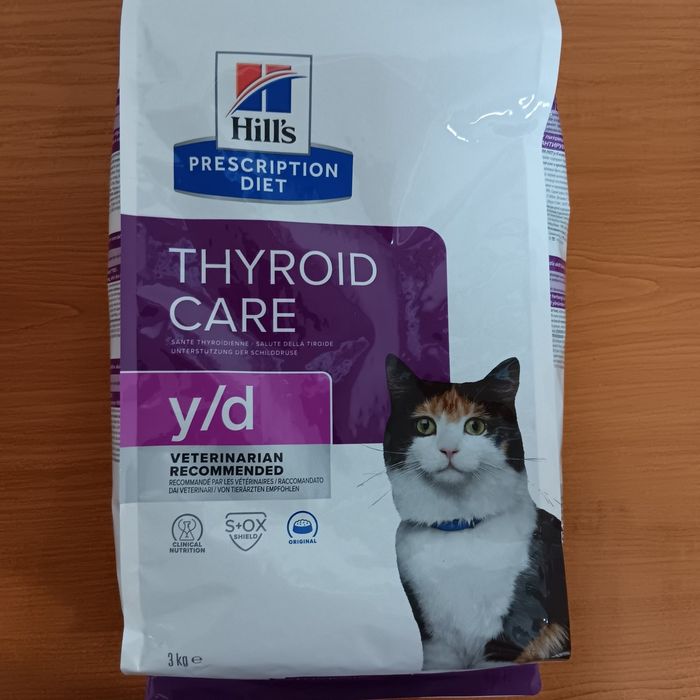 Hill's
PRESCRIPTION
DIET
THYROID
CARE
SANTE THYROIDIENNE - SALUTE DELLA TIROIDE
UNTERSTUTZUNG DER SCHILDDRUSE
y/d
VETERINARIAN
RECOMMENDED
RECOMMANDÉ PAR LES VÉTÉRINAIRES / RACCOMANDATO
DAI VETERINARI / VON TIERÄRZTEN EMPFOHLEN
CLINICAL
NUTRITION
S+OX
SHIELD
ORIGINAL
3 kg e